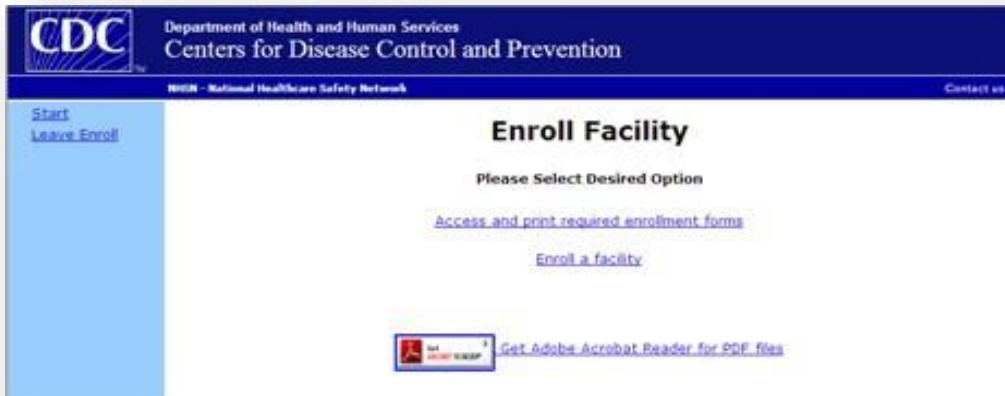 CDC
Department of Health and Human Services
Centers for Disease Control and Prevention
NHSN - National Healthcare Safety Network
Contact us
Start
Leave Enroll
Enroll Facility
Please Select Desired Option
Access and print required enrollment forms
Enroll a facility
Get
Get Adobe Acrobat Reader for PDF files